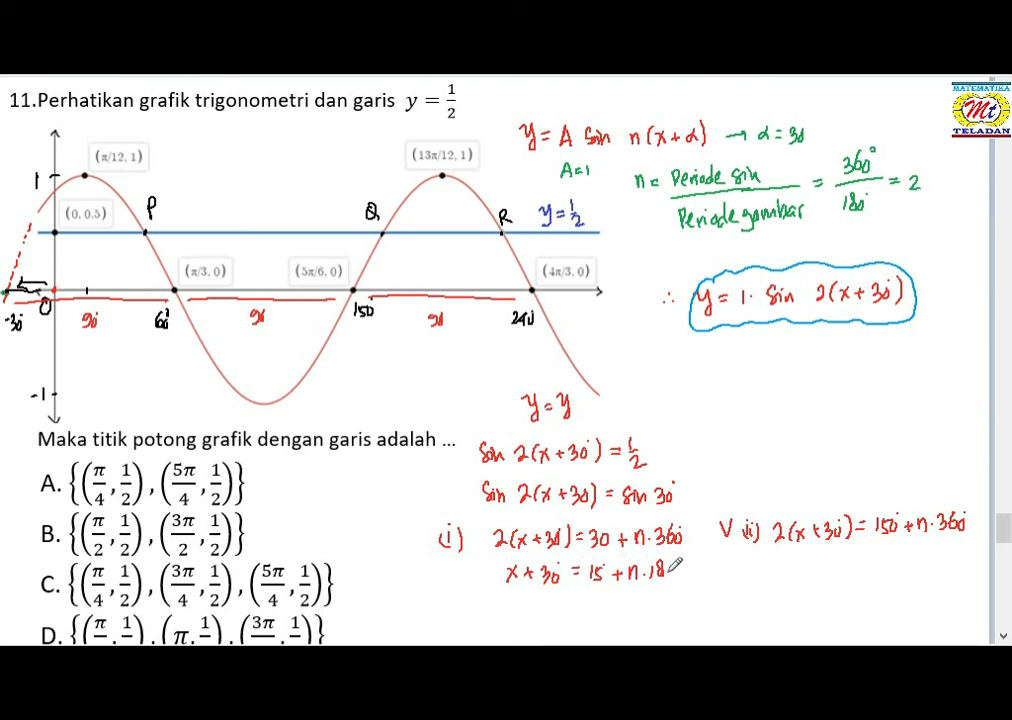 11.Perhatikan grafik trigonometri dan garis y = 1/2
MATEMATIKA
Mt
TELADAN
y = A sin n(x + α) → α = 30
A = 1
n = Periode sin / Periode gambar = 360° / 180° = 2
(π/12, 1)
(13π/12, 1)
1
(0, 0.5)
P
Q
R
y = 1/2
(π/3, 0)
(5π/6, 0)
(4π/3, 0)
∴ y = 1. sin 2(x + 30°)
-30° 0 90° 60° 90 150 90 240
-1
y = y
Maka titik potong grafik dengan garis adalah ...
sin 2(x + 30°) = 1/2
A. {(π/4, 1/2), (5π/4, 1/2)}
sin 2(x + 30) = sin 30°
B. {(π/2, 1/2), (3π/2, 1/2)}
(i) 2(x + 30) = 30 + n.360° V ii) 2(x + 30°) = 150 + n.360°
C. {(π/4, 1/2), (3π/4, 1/2), (5π/4, 1/2)}
x + 30° = 15 + n.18
D. {(π, 1), (π, 1), (3π, 1)}